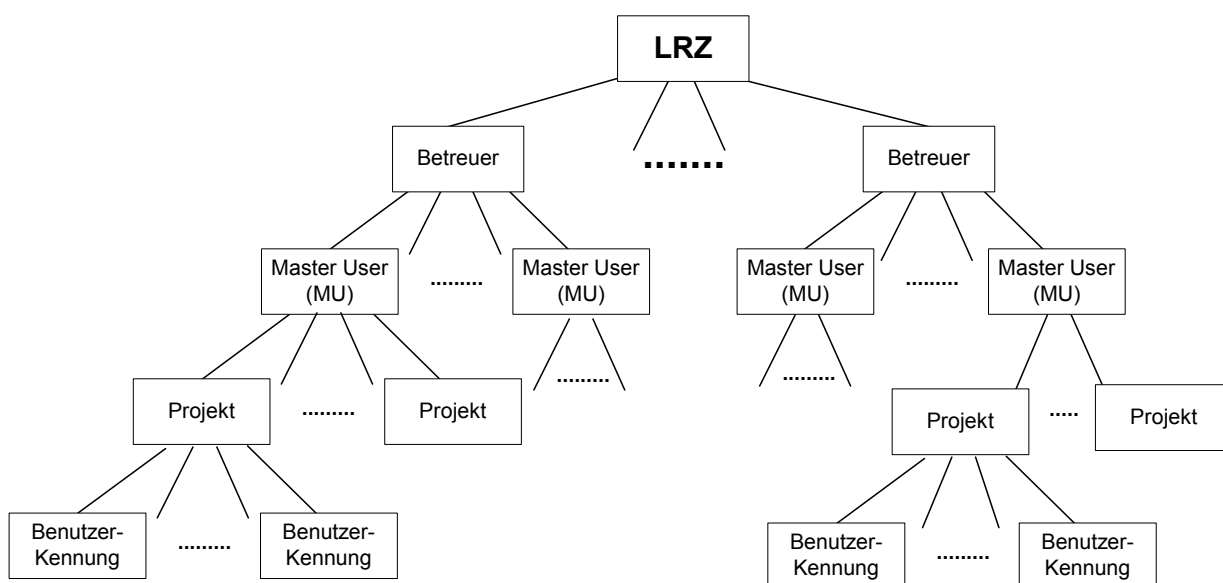 LRZ
Betreuer
........
Betreuer
Master User
(MU)
.........
Master User
(MU)
Master User
(MU)
.........
Master User
(MU)
Projekt
.........
Projekt
.........
.........
Projekt
.....
Projekt
Benutzer-
Kennung
.........
Benutzer-
Kennung
Benutzer-
Kennung
.........
Benutzer-
Kennung